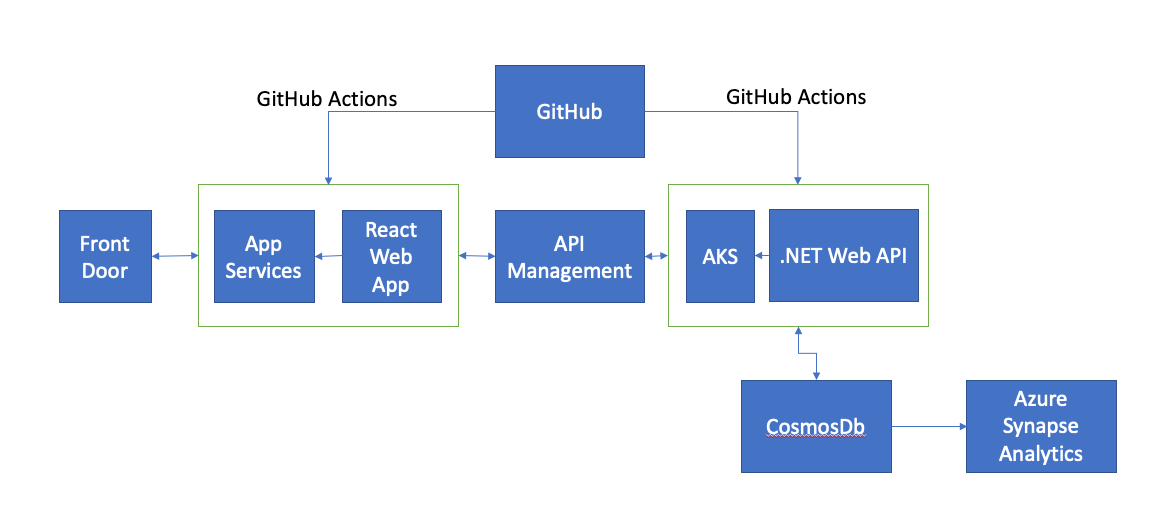 GitHub Actions
GitHub
GitHub Actions
Front
Door
App
Services
React
Web
App
API
Management
AKS
.NET Web API
CosmosDb
Azure
Synapse
Analytics